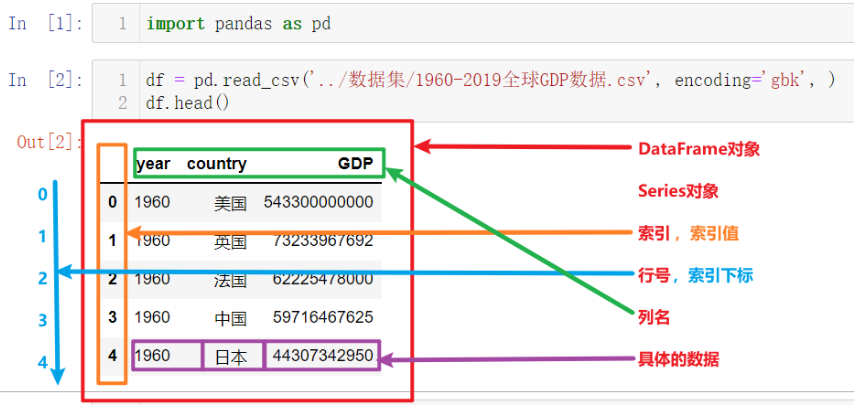 In [1]: 1 import pandas as pd
In [2]: 1 df = pd.read_csv('../数据集/1960-2019全球GDP数据.csv', encoding='gbk', )
2 df.head()
Out[2]:
year country GDP
0 1960 美国 543300000000
1 1960 英国 73233967692
2 1960 法国 62225478000
3 1960 中国 59716467625
4 1960 日本 44307342950
0
1
2
3
4
DataFrame对象
Series对象
索引，索引值
行号，索引下标
列名
具体的数据